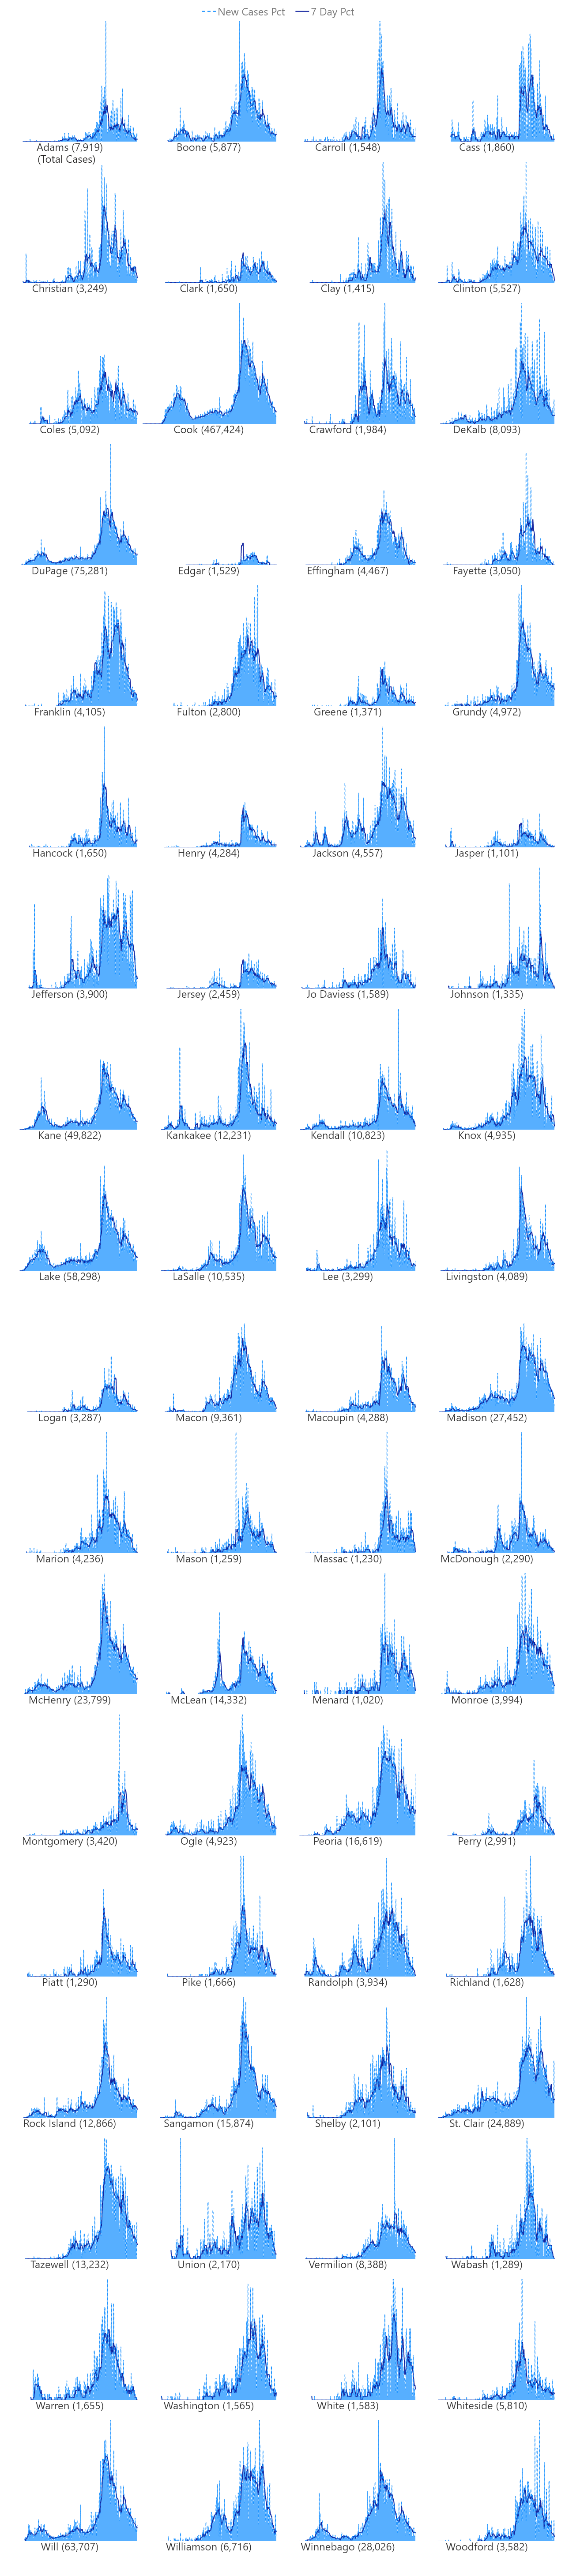 New Cases Pct 7 Day Pct
Adams (7,919) Boone (5,877) Carroll (1,548) Cass (1,860)
(Total Cases)
Christian (3,249) Clark (1,650) Clay (1,415) Clinton (5,527)
Coles (5,092) Cook (467,424) Crawford (1,984) DeKalb (8,093)
DuPage (75,281) Edgar (1,529) Effingham (4,467) Fayette (3,050)
Franklin (4,105) Fulton (2,800) Greene (1,371) Grundy (4,972)
Hancock (1,650) Henry (4,284) Jackson (4,557) Jasper (1,101)
Jefferson (3,900) Jersey (2,459) Jo Daviess (1,589) Johnson (1,335)
Kane (49,822) Kankakee (12,231) Kendall (10,823) Knox (4,935)
Lake (58,298) LaSalle (10,535) Lee (3,299) Livingston (4,089)
Logan (3,287) Macon (9,361) Macoupin (4,288) Madison (27,452)
Marion (4,236) Mason (1,259) Massac (1,230) McDonough (2,290)
McHenry (23,799) McLean (14,332) Menard (1,020) Monroe (3,994)
Montgomery (3,420) Ogle (4,923) Peoria (16,619) Perry (2,991)
Piatt (1,290) Pike (1,666) Randolph (3,934) Richland (1,628)
Rock Island (12,866) Sangamon (15,874) Shelby (2,101) St. Clair (24,889)
Tazewell (13,232) Union (2,170) Vermilion (8,388) Wabash (1,289)
Warren (1,655) Washington (1,565) White (1,583) Whiteside (5,810)
Will (63,707) Williamson (6,716) Winnebago (28,026) Woodford (3,582)